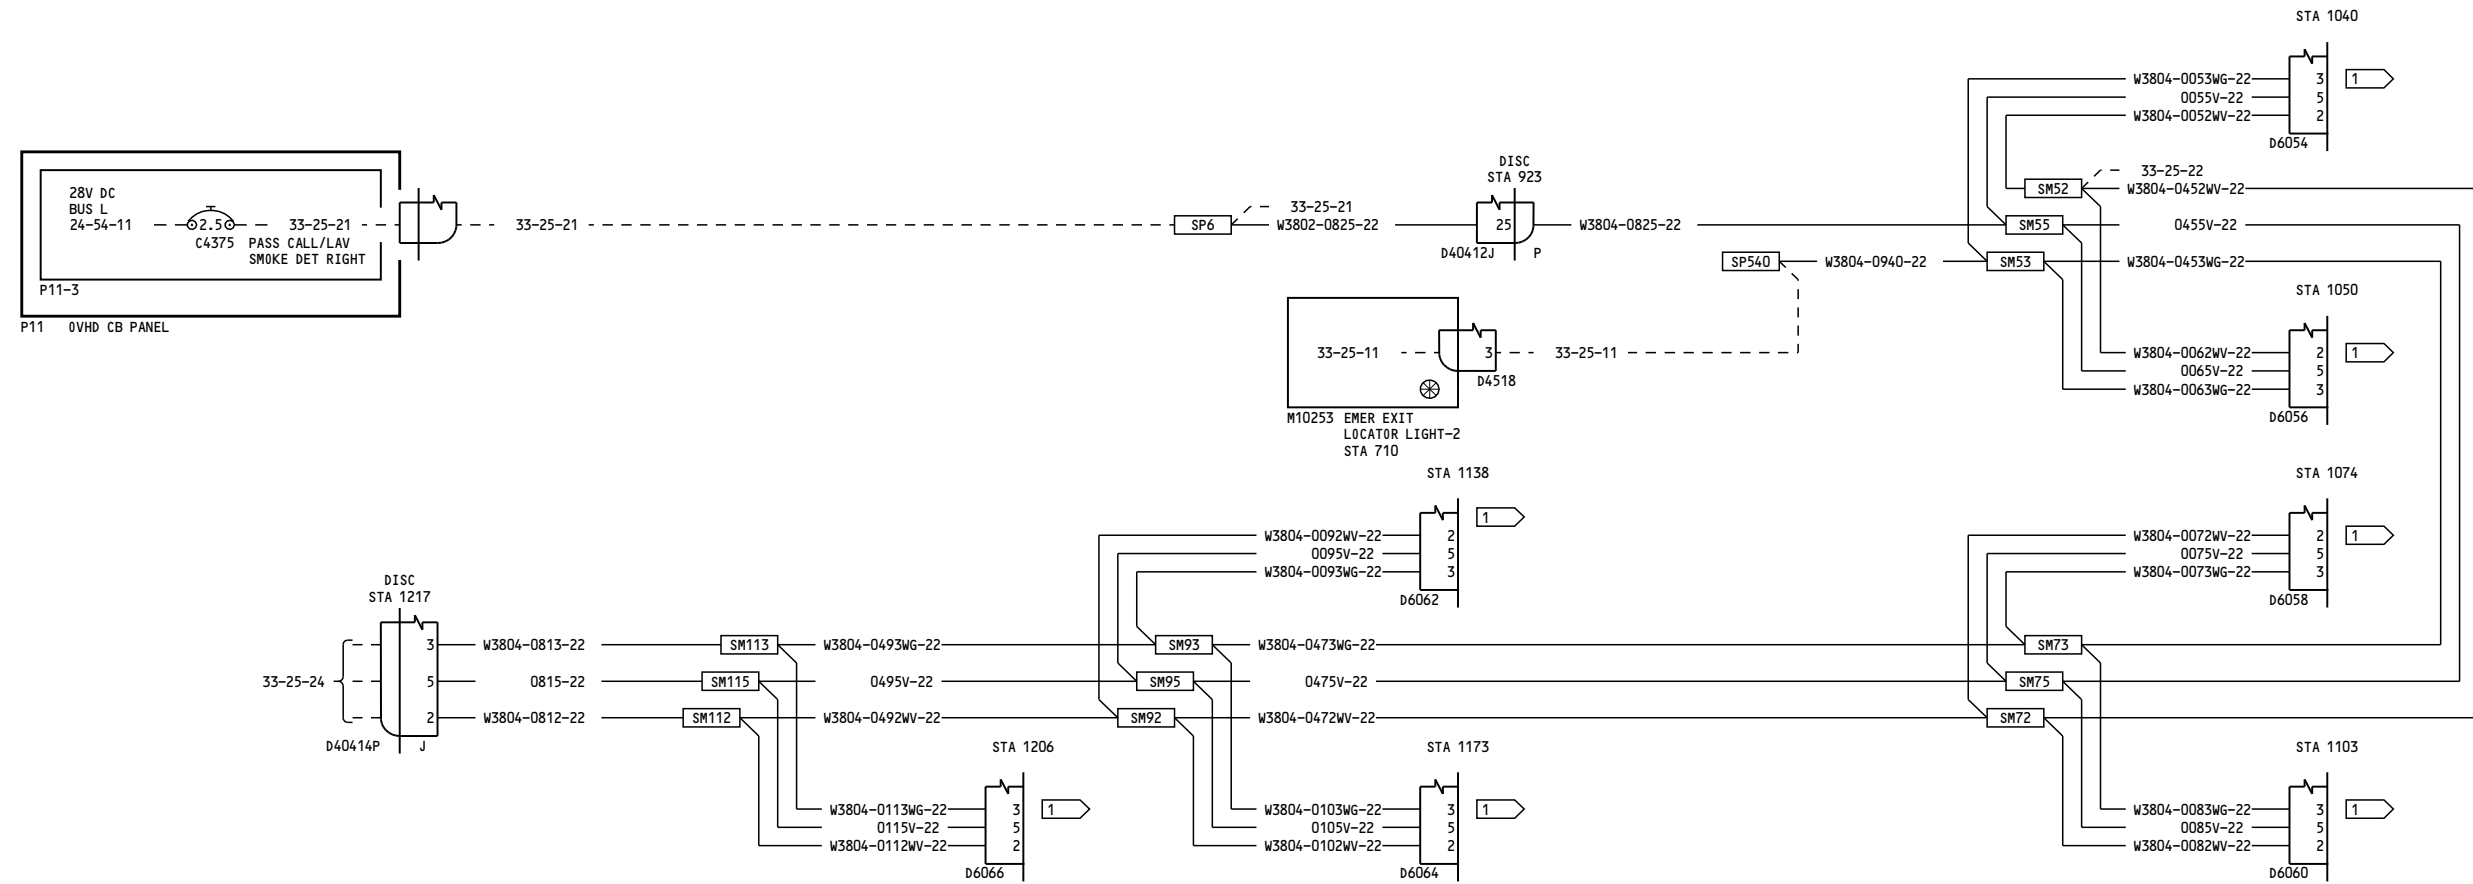 STA 1040
W3804-0053WG-22 3 1
0055V-22 5
W3804-0052WV-22 2
D6054
DISC
STA 923
33-25-22
SM52 W3804-0452WV-22
28V DC
BUS L
24-54-11 2.5 33-25-21 33-25-21
C4375 PASS CALL/LAV
SMOKE DET RIGHT
P11-3
P11 OVHD CB PANEL
33-25-21
SP6 W3802-0825-22 25 W3804-0825-22 SM55 0455V-22
D40412J P
SP540 W3804-0940-22 SM53 W3804-0453WG-22
STA 1050
33-25-11 3 33-25-11
D4518
M10253 EMER EXIT
LOCATOR LIGHT-2
STA 710
W3804-0062WV-22 2 1
0065V-22 5
W3804-0063WG-22 3
D6056
STA 1138
W3804-0092WV-22 2 1
0095V-22 5
W3804-0093WG-22 3
D6062
STA 1074
W3804-0072WV-22 2 1
0075V-22 5
W3804-0073WG-22 3
D6058
DISC
STA 1217
3 W3804-0813-22 SM113 W3804-0493WG-22 SM93 W3804-0473WG-22 SM73
33-25-24 5 0815-22 SM115 0495V-22 SM95 0475V-22 SM75
2 W3804-0812-22 SM112 W3804-0492WV-22 SM92 W3804-0472WV-22 SM72
D40414P J
STA 1206
W3804-0113WG-22 3 1
0115V-22 5
W3804-0112WV-22 2
D6066
STA 1173
W3804-0103WG-22 3 1
0105V-22 5
W3804-0102WV-22 2
D6064
STA 1103
W3804-0083WG-22 3 1
0085V-22 5
W3804-0082WV-22 2
D6060